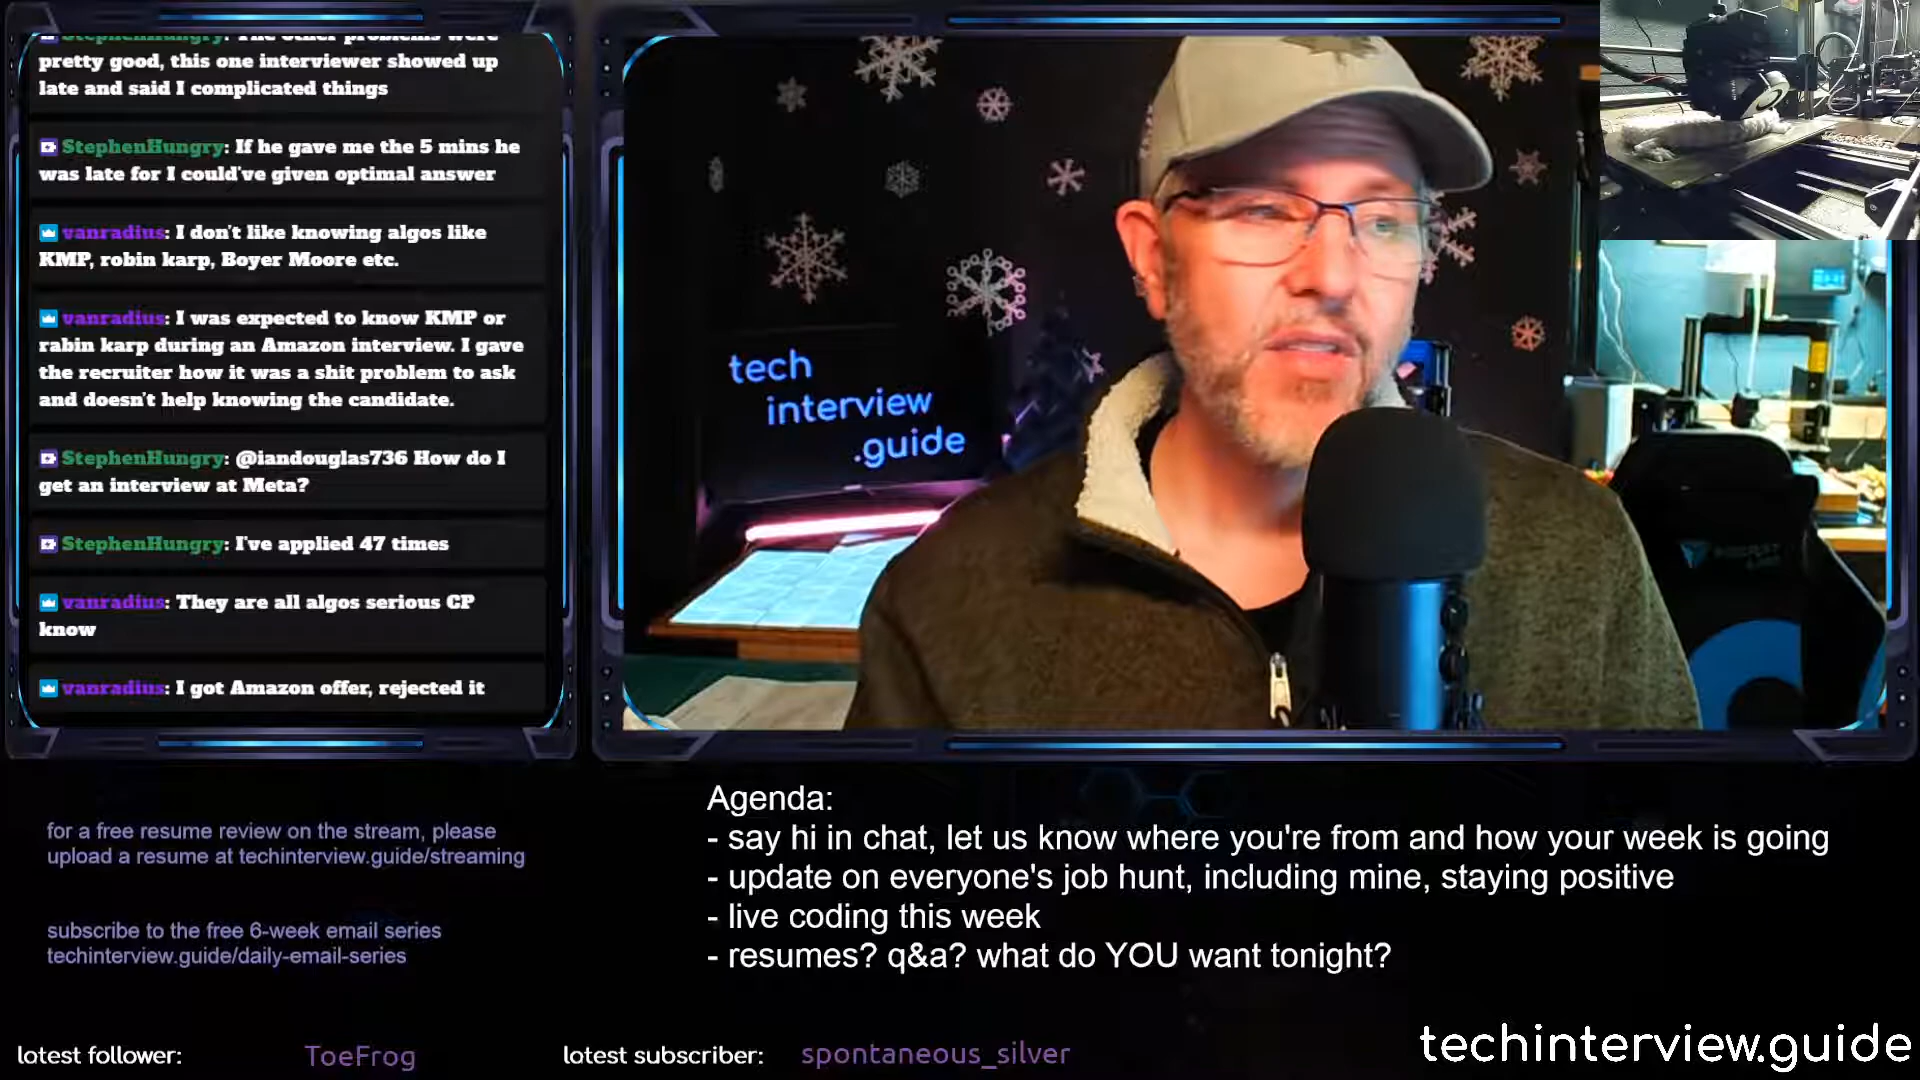 StephenHungry: The other problems were
pretty good, this one interviewer showed up
late and said I complicated things
StephenHungry: If he gave me the 5 mins he
was late for I could've given optimal answer
vanradius: I don't like knowing algos like
KMP, robin karp, Boyer Moore etc.
vanradius: I was expected to know KMP or
rabin karp during an Amazon interview. I gave
the recruiter how it was a shit problem to ask
and doesn't help knowing the candidate.
StephenHungry: @iandouglas736 How do I
get an interview at Meta?
StephenHungry: I've applied 47 times
vanradius: They are all algos serious CP
know
vanradius: I got Amazon offer, rejected it
tech
interview
.guide
for a free resume review on the stream, please
upload a resume at techinterview.guide/streaming
subscribe to the free 6-week email series
techinterview.guide/daily-email-series
Agenda:
- say hi in chat, let us know where you're from and how your week is going
- update on everyone's job hunt, including mine, staying positive
- live coding this week
- resumes? q&a? what do YOU want tonight?
latest follower: ToeFrog
latest subscriber: spontaneous_silver
techinterview.guide